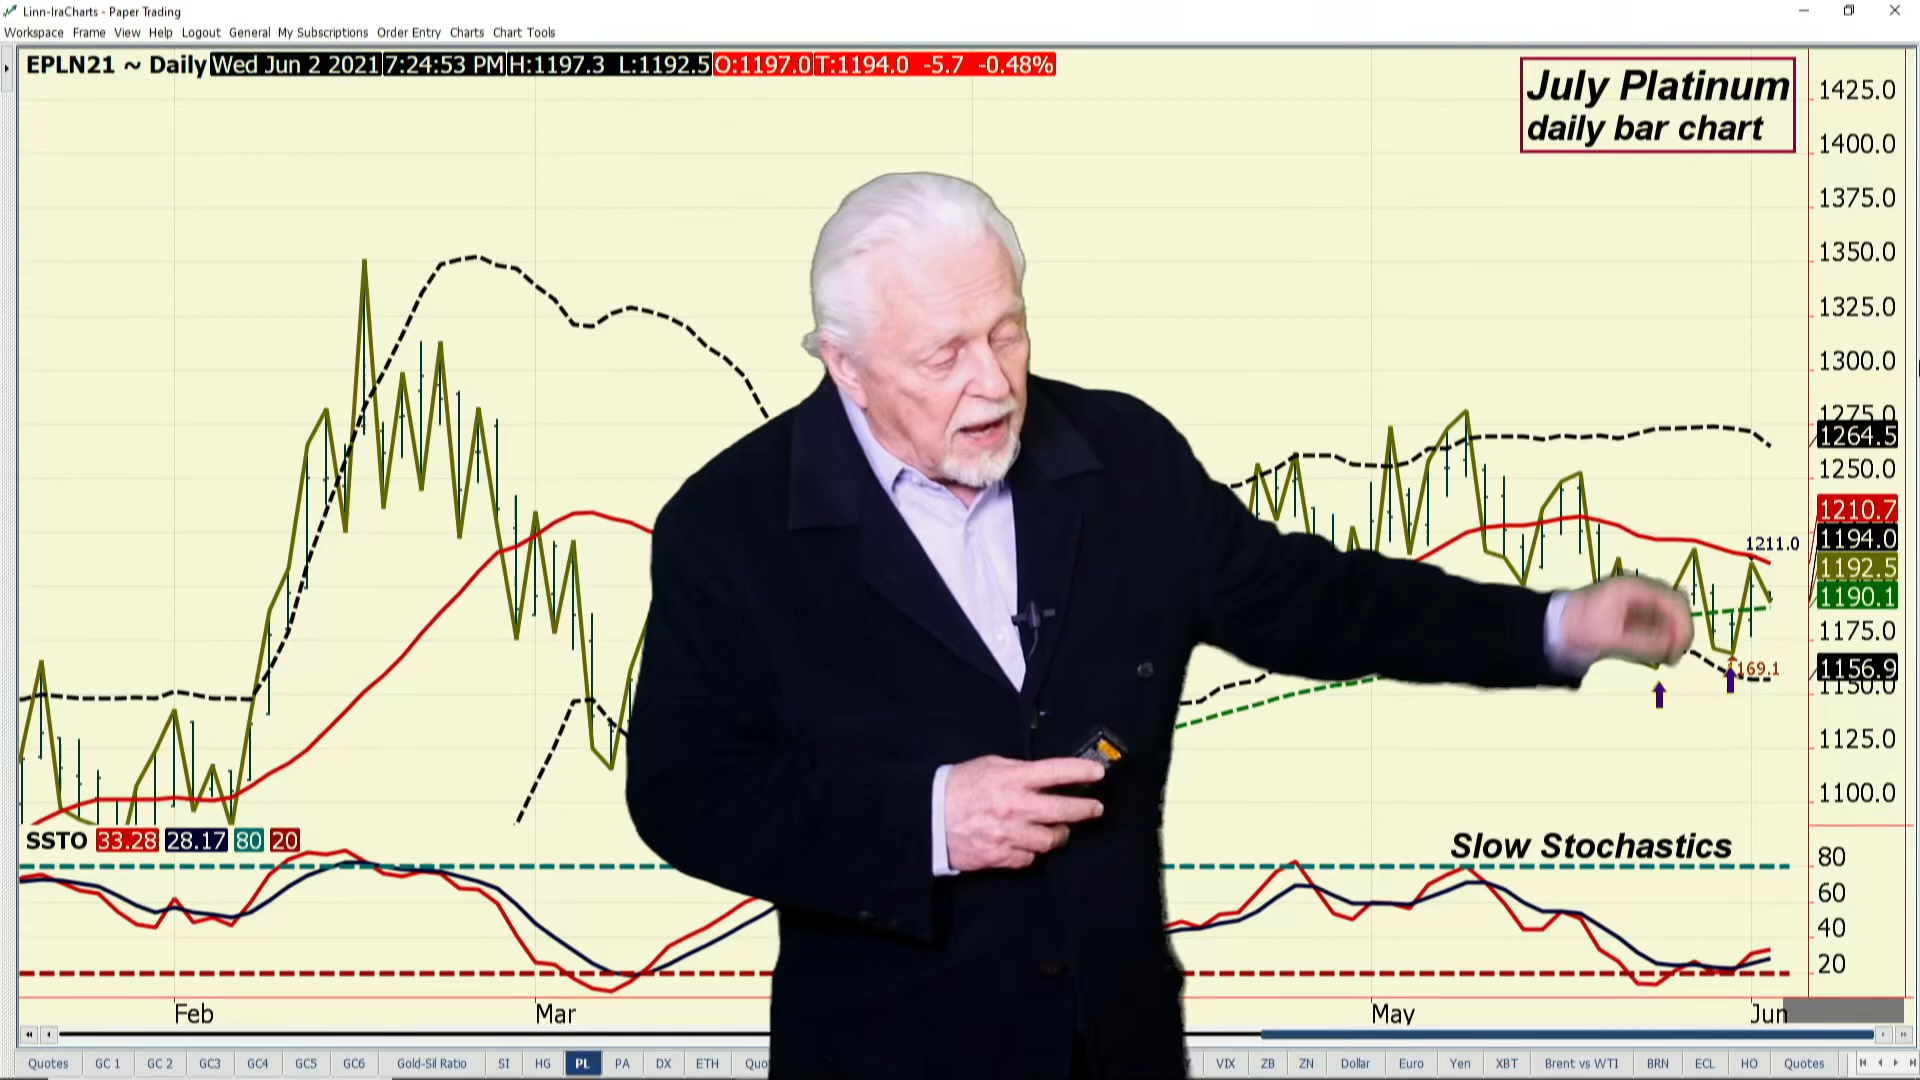 Linn-IraCharts - Paper Trading
Workspace Frame View Help Logout General My Subscriptions Order Entry Charts Chart Tools
EPLN21 ~ Daily Wed Jun 2 2021 7:24:53 PM H:1197.3 L:1192.5 O:1197.0 T:1194.0 -5.7 -0.48%
July Platinum
daily bar chart
1425.0
1400.0
1375.0
1350.0
1325.0
1300.0
1275.0
1264.5
1250.0
1210.7
1211.0
1194.0
1192.5
1190.1
1175.0
169.1
1156.9
1150.0
1125.0
1100.0
SSTO 33.28 28.17 80 20
Slow Stochastics
80
60
40
20
Feb Mar May Jun
Quotes GC 1 GC 2 GC3 GC4 GC5 GC6 Gold-Sil Ratio SI HG PL PA DX ETH Quo VIX ZB ZN Dollar Euro Yen XBT Brent vs WTI BRN ECL HO Quotes